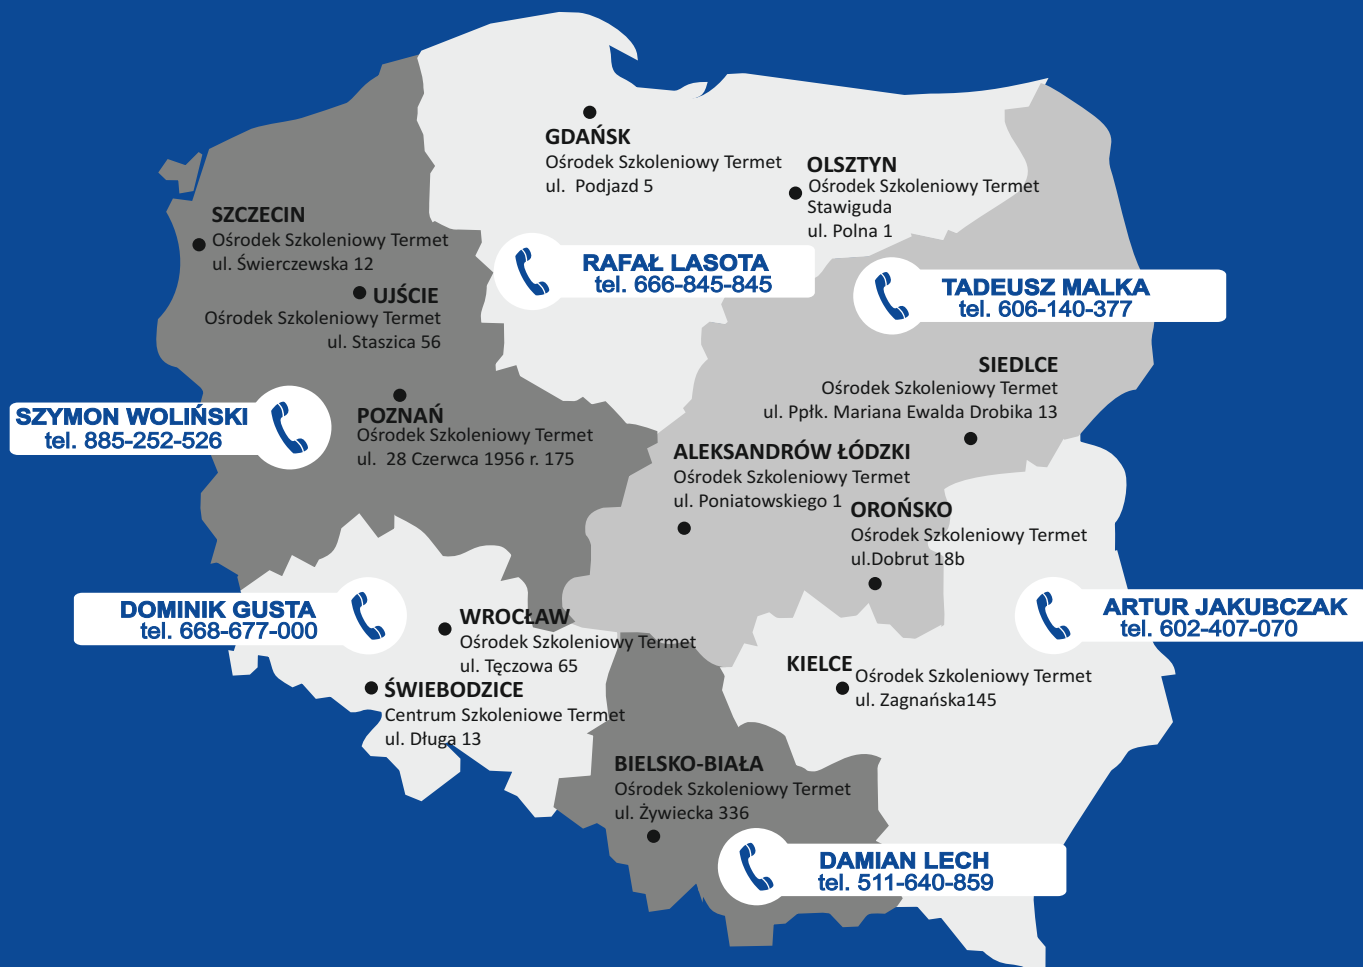 GDAŃSK
Ośrodek Szkoleniowy Termet
ul. Podjazd 5
OLSZTYN
Ośrodek Szkoleniowy Termet
Stawiguda
ul. Polna 1
SZCZECIN
Ośrodek Szkoleniowy Termet
ul. Świerczewska 12
RAFAŁ LASOTA
tel. 666-845-845
TADEUSZ MALKA
tel. 606-140-377
UJŚCIE
Ośrodek Szkoleniowy Termet
ul. Staszica 56
SIEDLCE
Ośrodek Szkoleniowy Termet
ul. Ppłk. Mariana Ewalda Drobika 13
SZYMON WOLIŃSKI
tel. 885-252-526
POZNAŃ
Ośrodek Szkoleniowy Termet
ul. 28 Czerwca 1956 r. 175
ALEKSANDRÓW ŁÓDZKI
Ośrodek Szkoleniowy Termet
ul. Poniatowskiego 1
OROŃSKO
Ośrodek Szkoleniowy Termet
ul.Dobrut 18b
DOMINIK GUSTA
tel. 668-677-000
WROCŁAW
Ośrodek Szkoleniowy Termet
ul. Tęczowa 65
ARTUR JAKUBCZAK
tel. 602-407-070
KIELCE
Ośrodek Szkoleniowy Termet
ul. Zagnańska145
ŚWIEBODZICE
Centrum Szkoleniowe Termet
ul. Długa 13
BIELSKO-BIAŁA
Ośrodek Szkoleniowy Termet
ul. Żywiecka 336
DAMIAN LECH
tel. 511-640-859